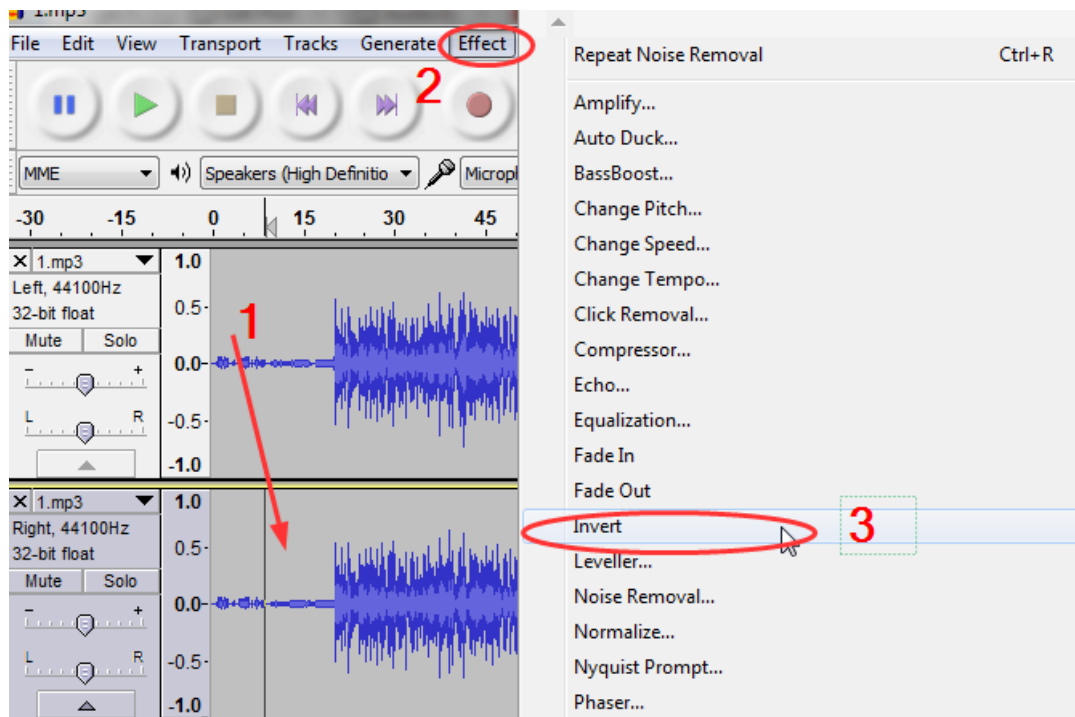 1.mp3
File Edit View Transport Tracks Generate Effect
2
MME Speakers (High Definitio Microp
-30 -15 0 15 30 45
1.mp3 1.0
Left, 44100Hz
32-bit float 0.5
1
Mute Solo
- + 0.0
L R -0.5
-1.0
1.mp3 1.0
Right, 44100Hz
32-bit float 0.5
Mute Solo
- + 0.0
L R -0.5
-1.0
Repeat Noise Removal Ctrl+R
Amplify...
Auto Duck...
BassBoost...
Change Pitch...
Change Speed...
Change Tempo...
Click Removal...
Compressor...
Echo...
Equalization...
Fade In
Fade Out
Invert 3
Leveller...
Noise Removal...
Normalize...
Nyquist Prompt...
Phaser...